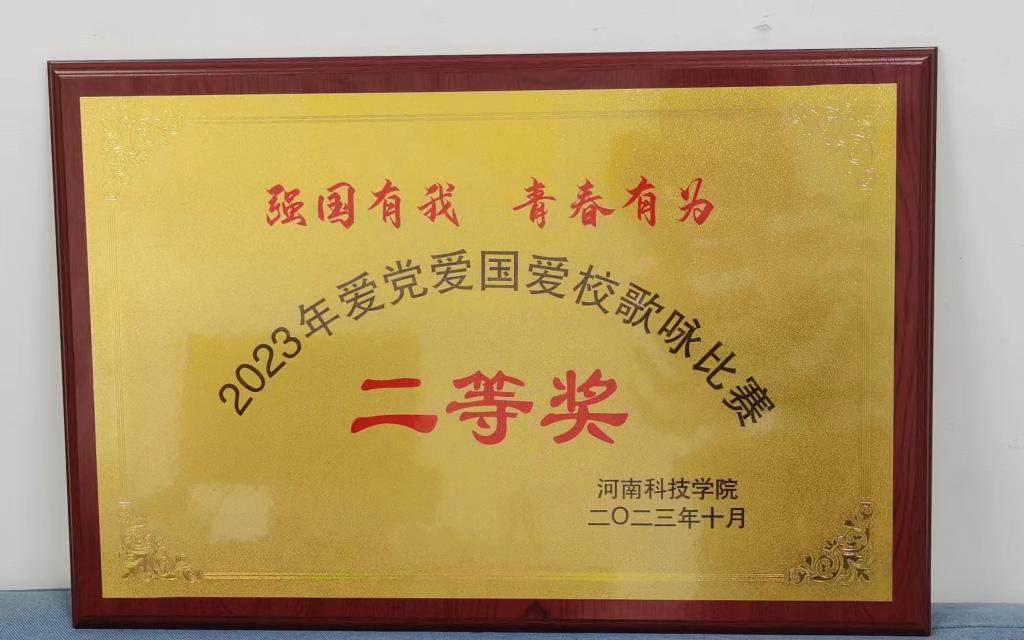 强国有我 青春有为
2023年爱党爱国爱校歌咏比赛
二等奖
河南科技学院
二〇二三年十月